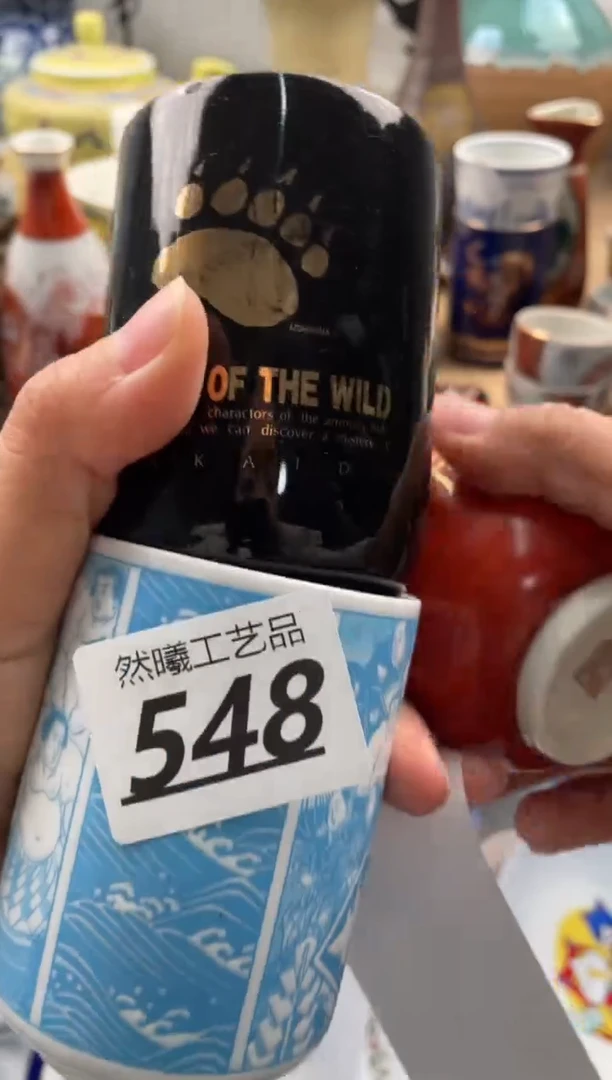 OF THE WILD
charactors of the
we can discover a
K A I D
然曦工艺品
548